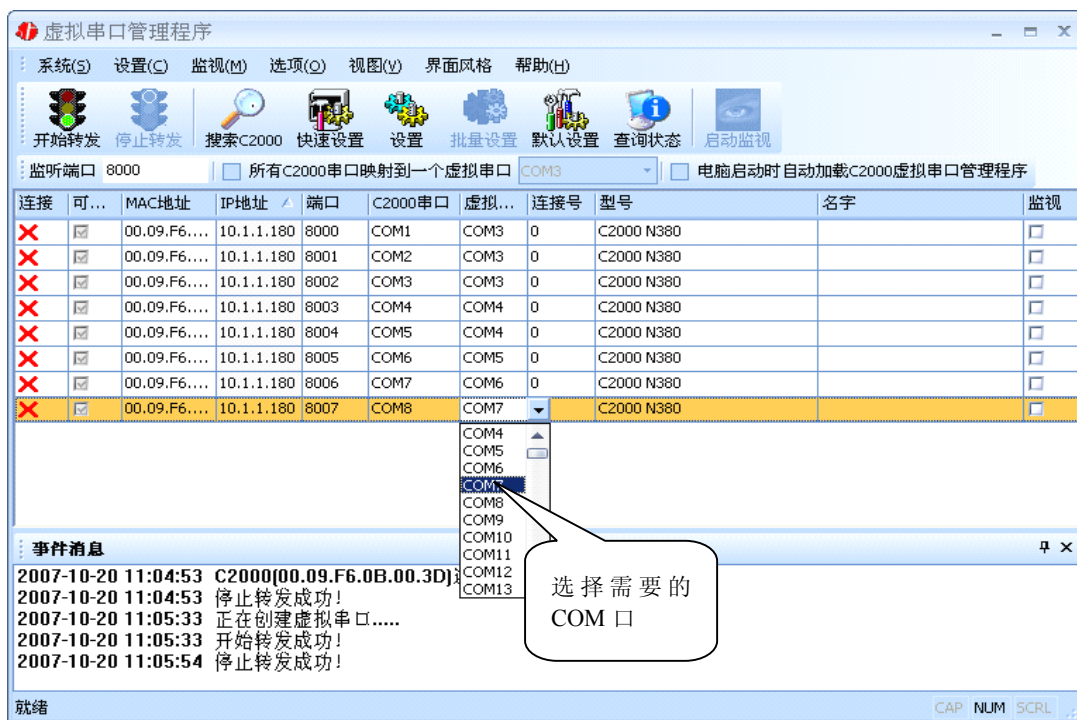 虚拟串口管理程序
系统(S) 设置(C) 监视(M) 选项(O) 视图(V) 界面风格 帮助(H)
开始转发 停止转发 搜索C2000 快速设置 设置 批量设置 默认设置 查询状态 启动监视
监听端口 8000 所有C2000串口映射到一个虚拟串口 COM3 电脑启动时自动加载C2000虚拟串口管理程序
连接 可... MAC地址 IP地址 端口 C2000串口 虚拟... 连接号 型号 名字 监视
00.09.F6.... 10.1.1.180 8000 COM1 COM3 0 C2000 N380
00.09.F6.... 10.1.1.180 8001 COM2 COM3 0 C2000 N380
00.09.F6.... 10.1.1.180 8002 COM3 COM3 0 C2000 N380
00.09.F6.... 10.1.1.180 8003 COM4 COM4 0 C2000 N380
00.09.F6.... 10.1.1.180 8004 COM5 COM4 0 C2000 N380
00.09.F6.... 10.1.1.180 8005 COM6 COM5 0 C2000 N380
00.09.F6.... 10.1.1.180 8006 COM7 COM6 0 C2000 N380
00.09.F6.... 10.1.1.180 8007 COM8 COM7 C2000 N380
COM4
COM5
COM6
COM7
COM8
COM9
COM10
COM11
COM12
COM13
选择需要的
COM 口
事件消息
2007-10-20 11:04:53 C2000(00.09.F6.0B.00.3D)
2007-10-20 11:04:53 停止转发成功!
2007-10-20 11:05:33 正在创建虚拟串口.....
2007-10-20 11:05:33 开始转发成功!
2007-10-20 11:05:54 停止转发成功!
就绪 CAP NUM SCRL